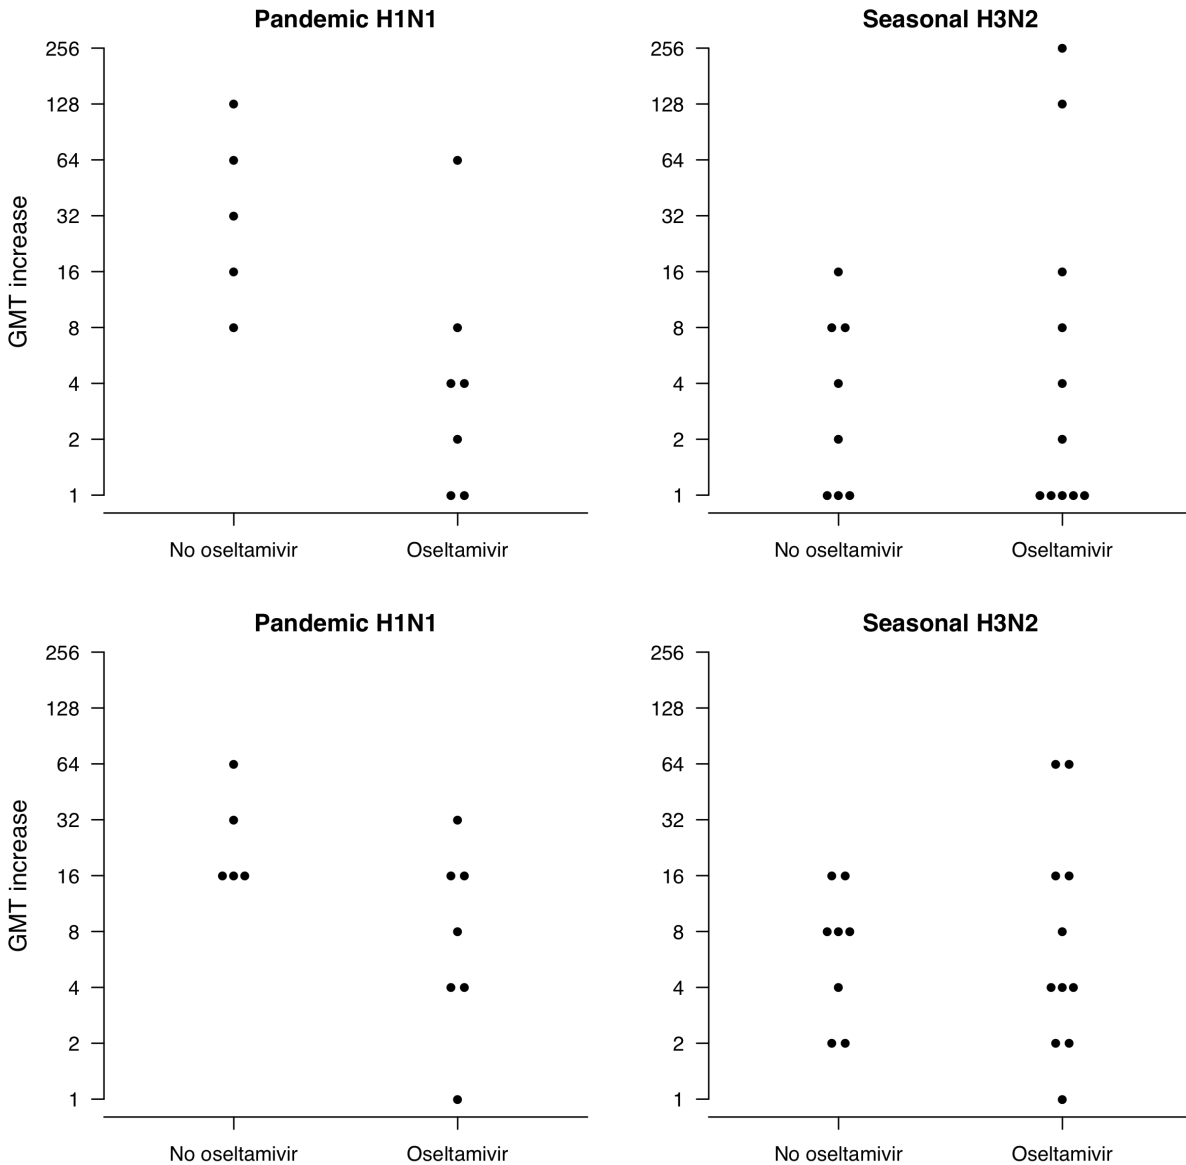 Pandemic H1N1
Seasonal H3N2
256
128
64
32
16
8
4
2
1
GMT increase
No oseltamivir
Oseltamivir
256
128
64
32
16
8
4
2
1
No oseltamivir
Oseltamivir
Pandemic H1N1
Seasonal H3N2
256
128
64
32
16
8
4
2
1
GMT increase
No oseltamivir
Oseltamivir
256
128
64
32
16
8
4
2
1
No oseltamivir
Oseltamivir